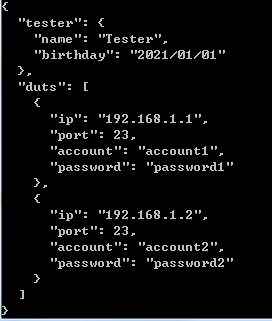 {
  "tester": {
    "name": "Tester",
    "birthday": "2021/01/01"
  },
  "duts": [
    {
      "ip": "192.168.1.1",
      "port": 23,
      "account": "account1",
      "password": "password1"
    },
    {
      "ip": "192.168.1.2",
      "port": 23,
      "account": "account2",
      "password": "password2"
    }
  ]
}